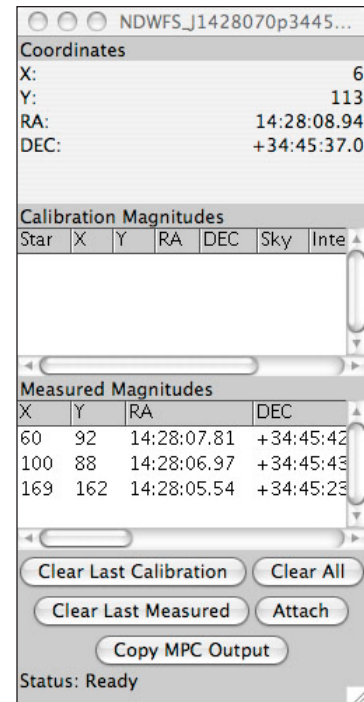 NDWFS_J1428070p3445...
Coordinates
X: 6
Y: 113
RA: 14:28:08.94
DEC: +34:45:37.0
Calibration Magnitudes
Star X Y RA DEC Sky Inte
Measured Magnitudes
X Y RA DEC
60 92 14:28:07.81 +34:45:42
100 88 14:28:06.97 +34:45:43
169 162 14:28:05.54 +34:45:23
Clear Last Calibration Clear All
Clear Last Measured Attach
Copy MPC Output
Status: Ready